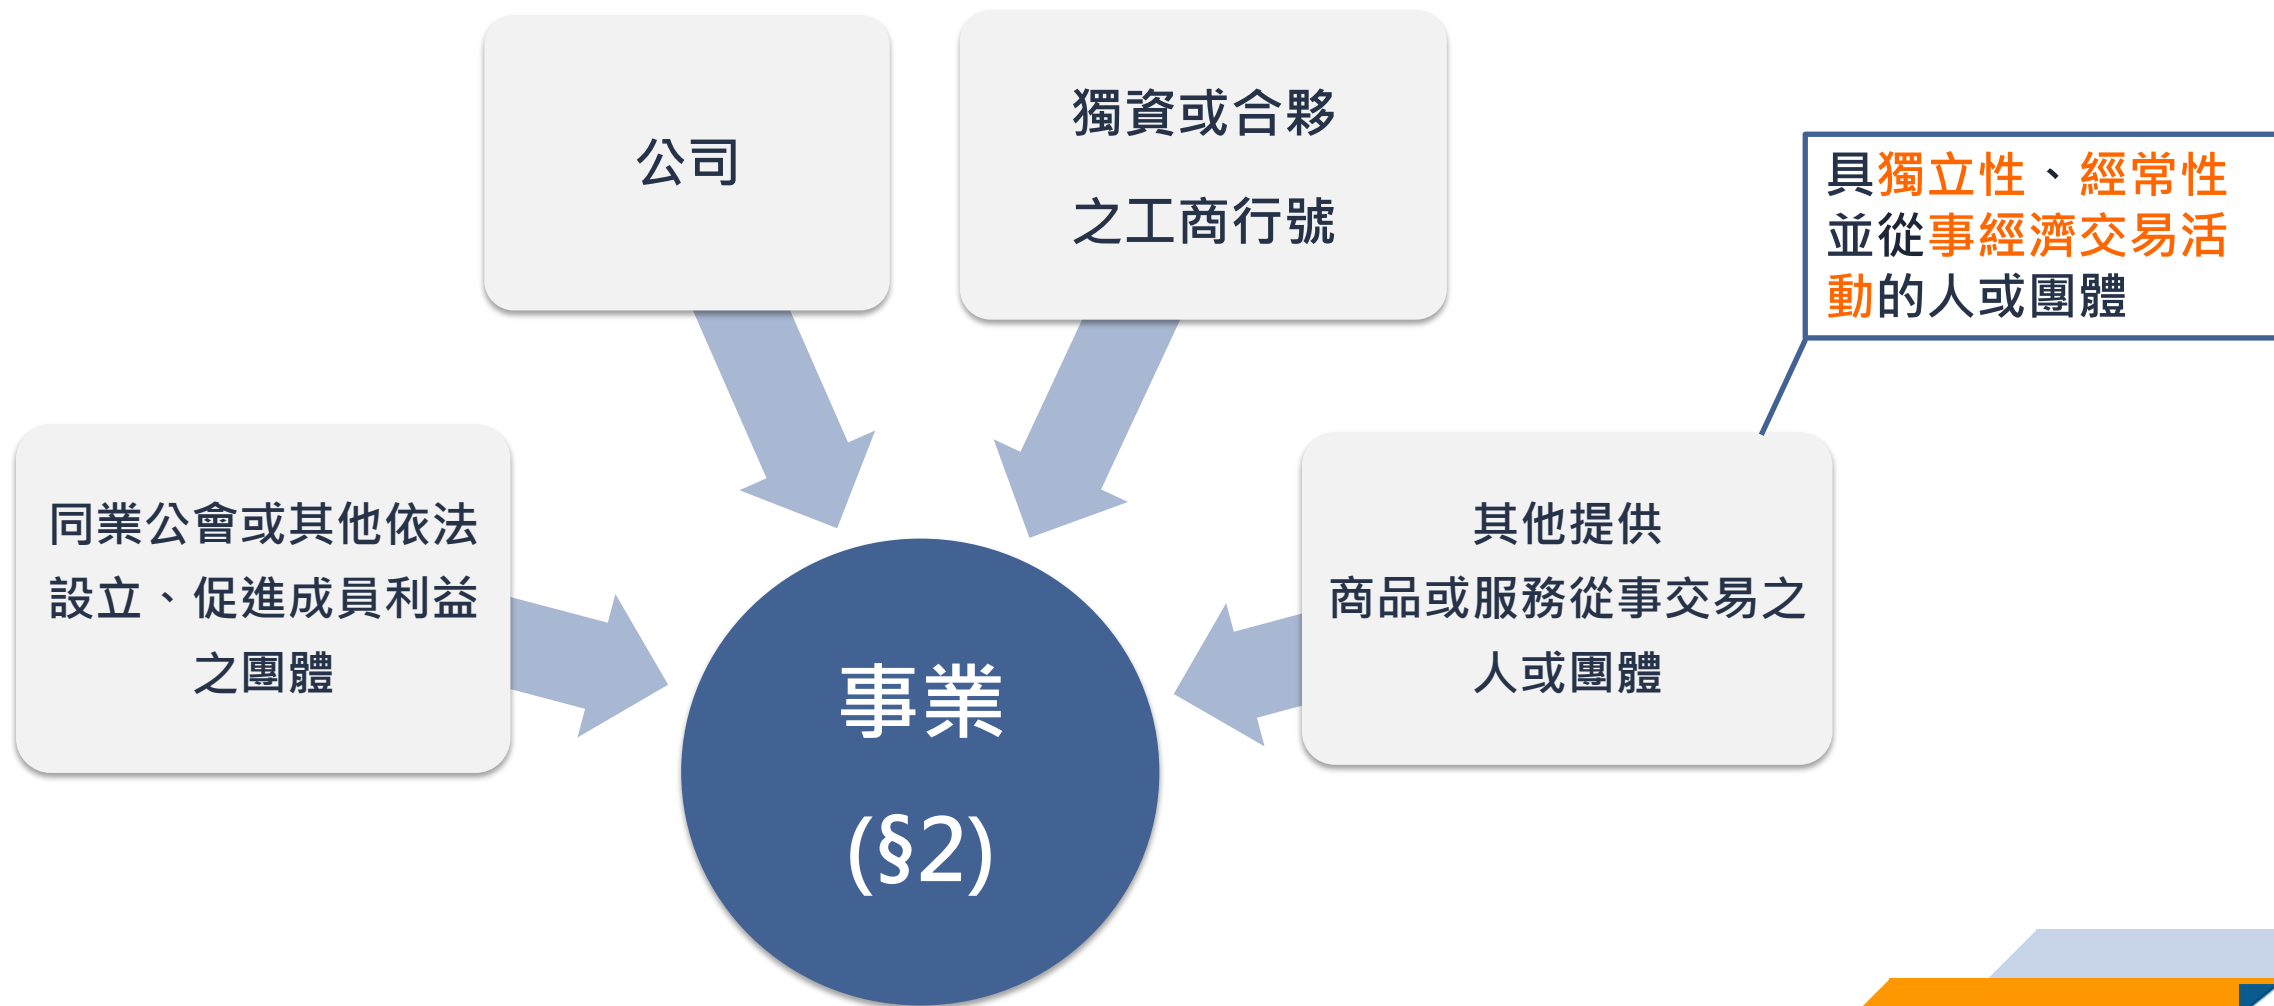 公司
獨資或合夥
之工商行號
具獨立性、經常性
並從事經濟交易活
動的人或團體
同業公會或其他依法
設立、促進成員利益
之團體
其他提供
商品或服務從事交易之
人或團體
事業
(§2)